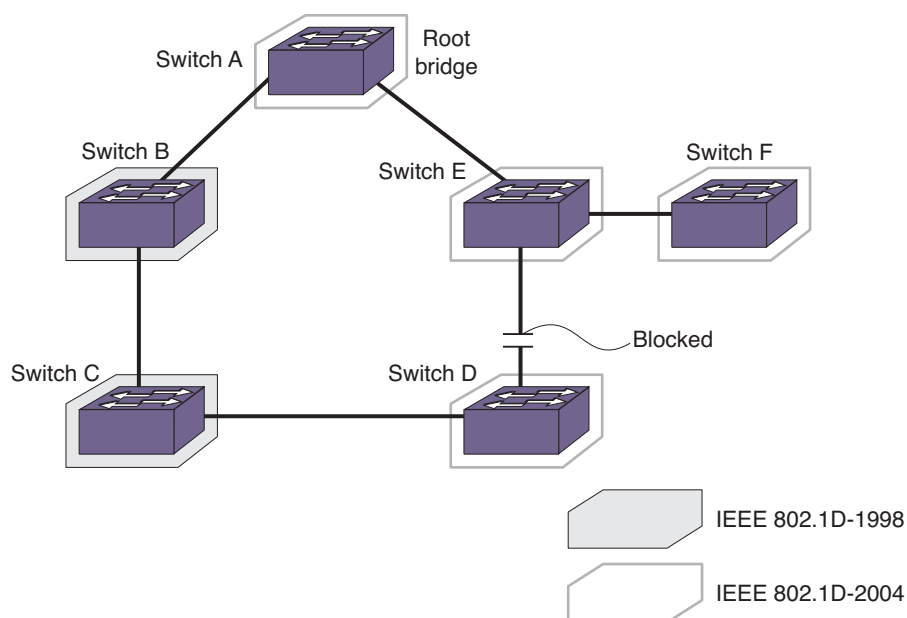 Switch A
Root
bridge
Switch B
Switch E
Switch F
Blocked
Switch C
Switch D
IEEE 802.1D-1998
IEEE 802.1D-2004